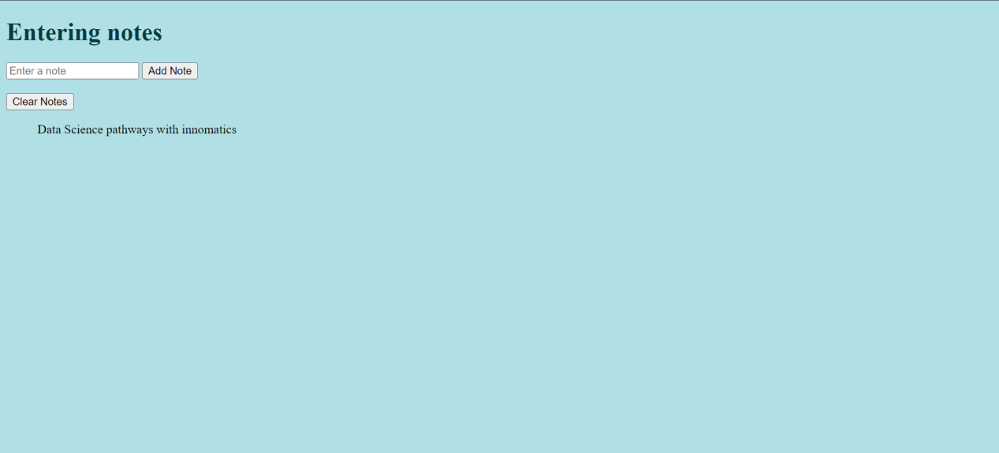 Entering notes
Enter a note Add Note
Clear Notes
Data Science pathways with innomatics